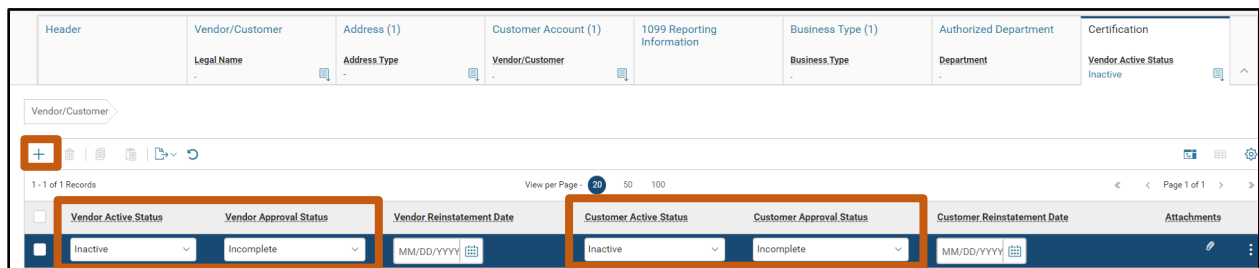 Header
Vendor/Customer
Legal Name
-
Address (1)
Address Type
-
Customer Account (1)
Vendor/Customer
-
1099 Reporting
Information
Business Type (1)
Business Type
-
Authorized Department
Department
-
Certification
Vendor Active Status
Inactive
Vendor/Customer
1 - 1 of 1 Records
View per Page - 20 50 100
Page 1 of 1
Vendor Active Status Vendor Approval Status Vendor Reinstatement Date Customer Active Status Customer Approval Status Customer Reinstatement Date Attachments
Inactive Incomplete MM/DD/YYYY Inactive Incomplete MM/DD/YYYY